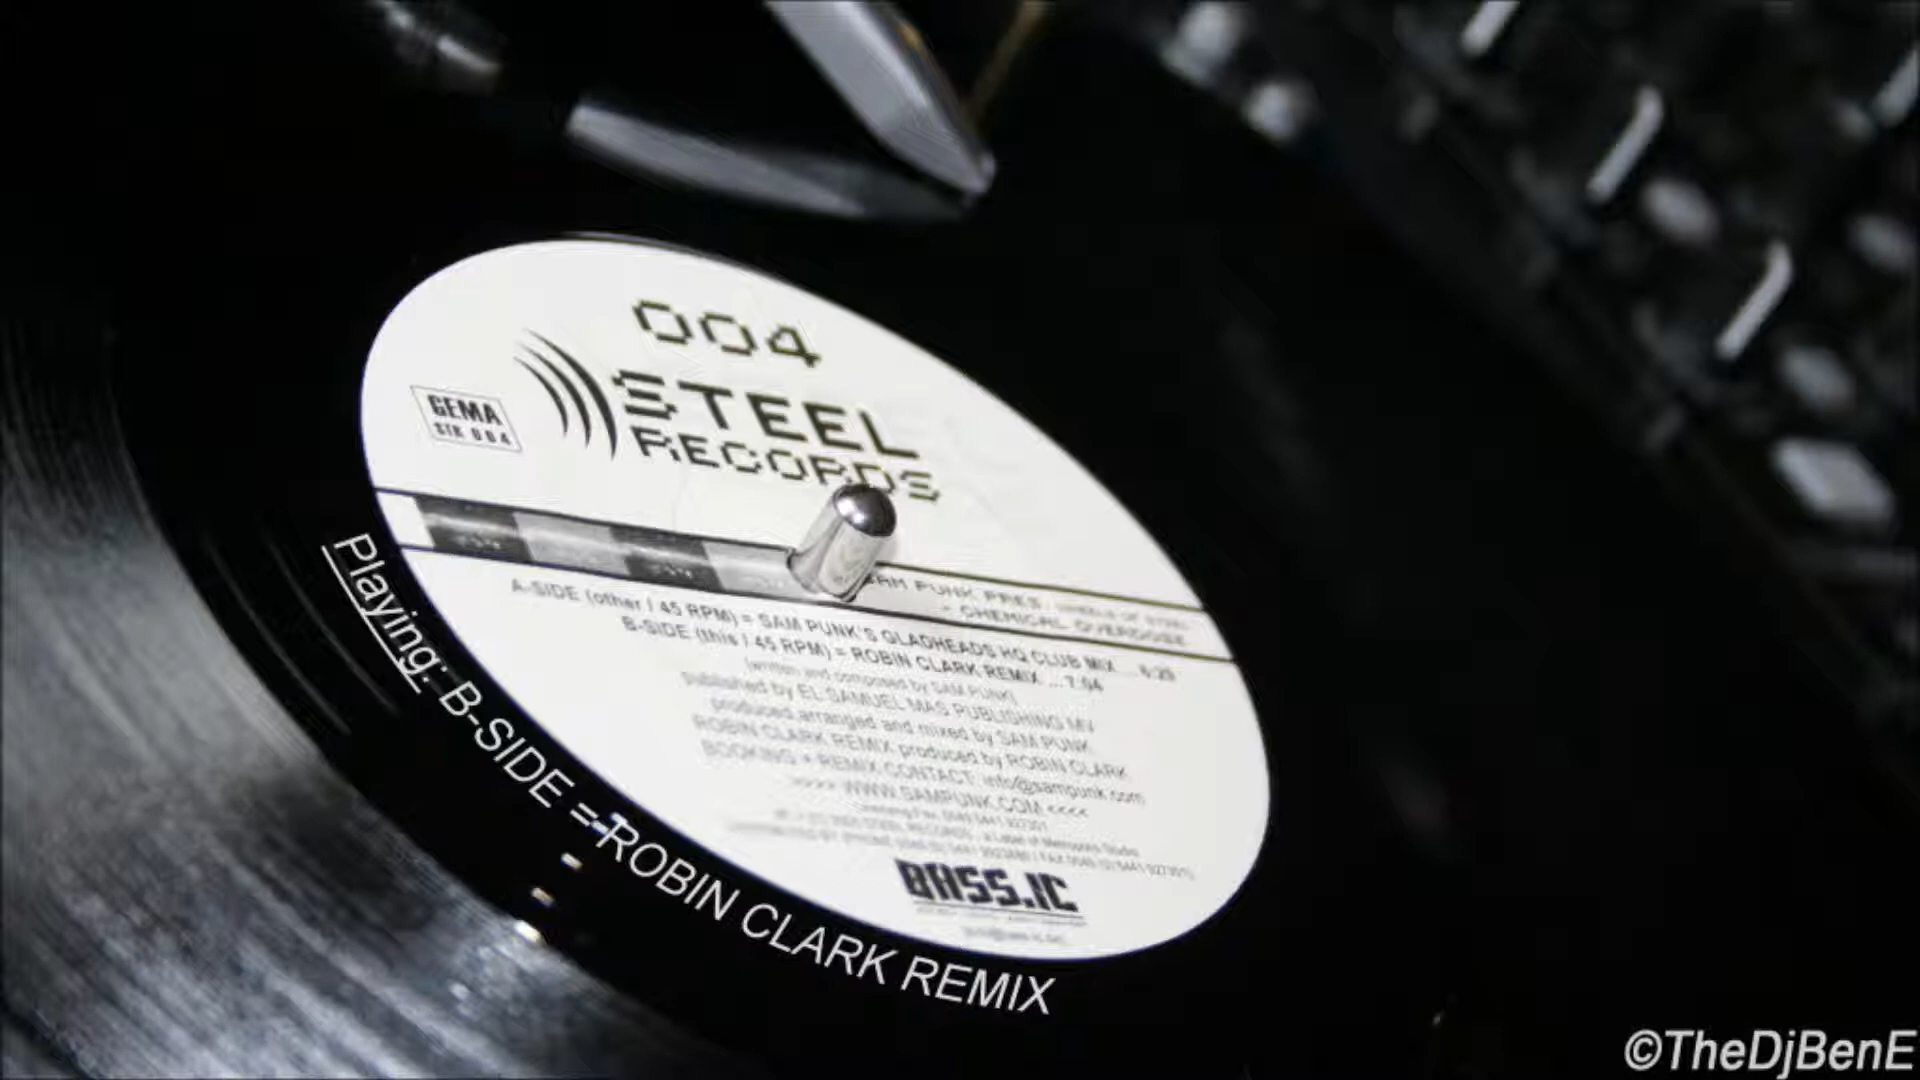 004
STEEL
RECORDS
GEMA
STK 004
SAM PUNK PRES.
CHEMICAL OVERDOSE
A-SIDE (other / 45 RPM) = SAM PUNK'S GLADHEADS HQ CLUB MIX ... 6:29
B-SIDE (this / 45 RPM) = ROBIN CLARK REMIX ... 7:04
(written and composed by SAM PUNK)
published by EL SAMUEL MAS PUBLISHING MV
produced arranged and mixed by SAM PUNK
ROBIN CLARK REMIX produced by ROBIN CLARK
BOOKING + REMIX CONTACT: info@sampunk.com
>>>> WWW.SAMPUNK.COM <<<<
BASS.IC
Playing: B-SIDE = ROBIN CLARK REMIX
©TheDjBenE